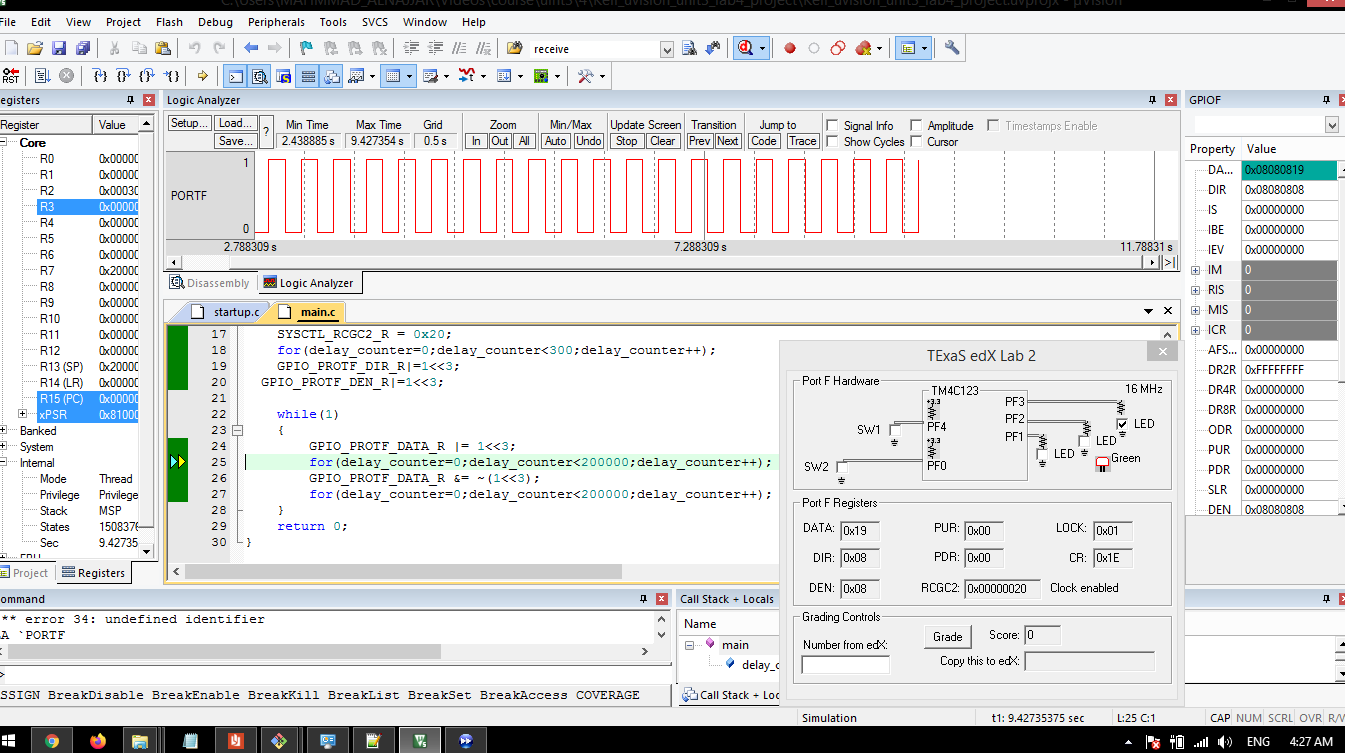 C:\Users\MAHMMAD_ALNAJJAR\Videos\course\unit3\4\Keil_uvision_unit3_lab4_project\Keil_uvision_unit3_lab4_project.uvprojx - µVision
File Edit View Project Flash Debug Peripherals Tools SVCS Window Help
receive
RST
egisters
Register Value
Core
R0 0x00000
R1 0x00000
R2 0x00030
R3 0x00000
R4 0x00000
R5 0x00000
R6 0x00000
R7 0x20000
R8 0x00000
R9 0x00000
R10 0x00000
R11 0x00000
R12 0x00000
R13 (SP) 0x20000
R14 (LR) 0x00000
R15 (PC) 0x00000
xPSR 0x81000
Banked
System
Internal
Mode Thread
Privilege Privilege
Stack MSP
States 1508376
Sec 9.42735
Project Registers
Logic Analyzer
Setup... Load... Save... ?
Min Time Max Time Grid Zoom Min/Max Update Screen Transition Jump to
2.438885 s 9.427354 s 0.5 s In Out All Auto Undo Stop Clear Prev Next Code Trace
Signal Info Amplitude Timestamps Enable
Show Cycles Cursor
1
PORTF
0
2.788309 s 7.288309 s 11.78831 s
Disassembly Logic Analyzer
startup.c main.c
17 SYSCTL_RCGC2_R = 0x20;
18 for(delay_counter=0;delay_counter<300;delay_counter++);
19 GPIO_PROTF_DIR_R|=1<<3;
20 GPIO_PROTF_DEN_R|=1<<3;
21
22 while(1)
23 {
24 GPIO_PROTF_DATA_R |= 1<<3;
25 for(delay_counter=0;delay_counter<200000;delay_counter++);
26 GPIO_PROTF_DATA_R &= ~(1<<3);
27 for(delay_counter=0;delay_counter<200000;delay_counter++);
28 }
29 return 0;
30 }
GPIOF
Property Value
DA... 0x08080819
DIR 0x08080808
IS 0x00000000
IBE 0x00000000
IEV 0x00000000
IM 0
RIS 0
MIS 0
ICR 0
AFS... 0x00000000
DR2R 0xFFFFFFFF
DR4R 0x00000000
DR8R 0x00000000
ODR 0x00000000
PUR 0x00000000
PDR 0x00000000
SLR 0x00000000
DEN 0x08080808
TExaS edX Lab 2
Port F Hardware
TM4C123 16 MHz
+3.3 PF3
SW1 PF4 PF2 LED
+3.3 PF1 LED
SW2 PF0 LED Green
Port F Registers
DATA: 0x19 PUR: 0x00 LOCK: 0x01
DIR: 0x08 PDR: 0x00 CR: 0x1E
DEN: 0x08 RCGC2: 0x00000020 Clock enabled
Grading Controls
Number from edX: Grade Score: 0
Copy this to edX:
ommand
** error 34: undefined identifier
A `PORTF
>
SSIGN BreakDisable BreakEnable BreakKill BreakList BreakSet BreakAccess COVERAGE
Call Stack + Locals
Name
main
delay_c
Call Stack + Loc
Simulation t1: 9.42735375 sec L:25 C:1 CAP NUM SCRL OVR R/W
ENG 4:27 AM